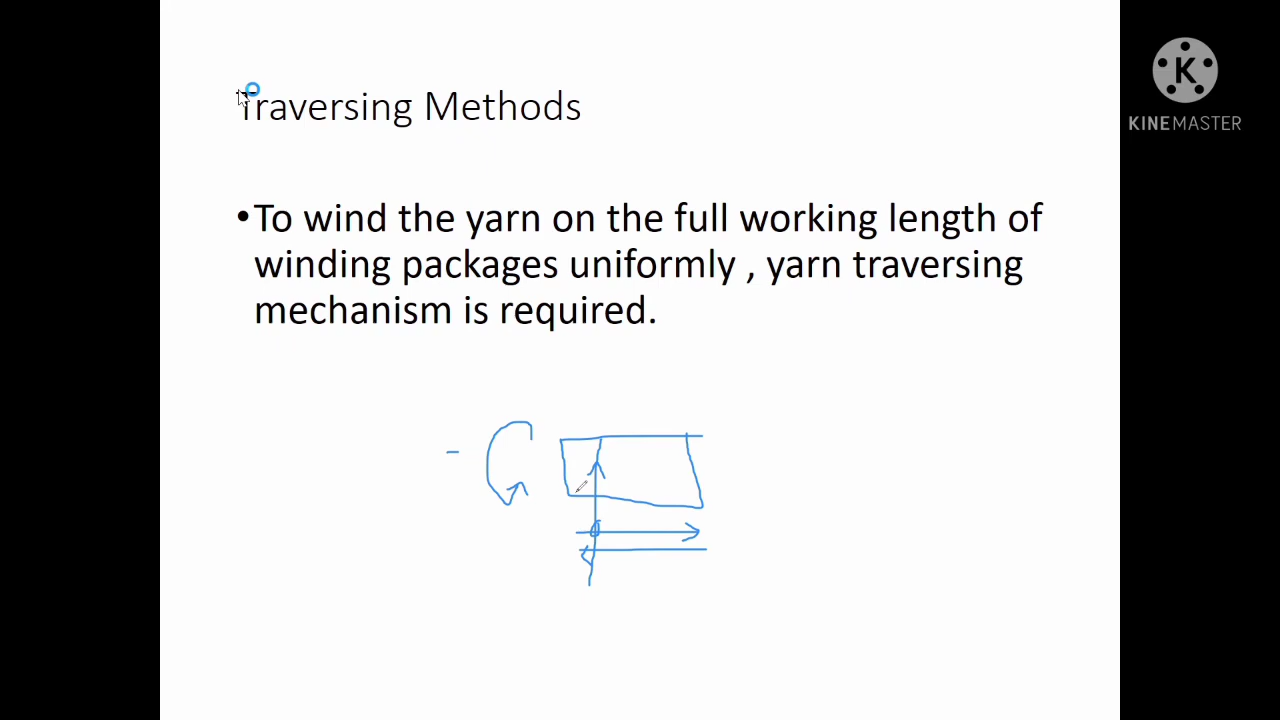 Traversing Methods
K
KINEMASTER
•To wind the yarn on the full working length of
winding packages uniformly , yarn traversing
mechanism is required.